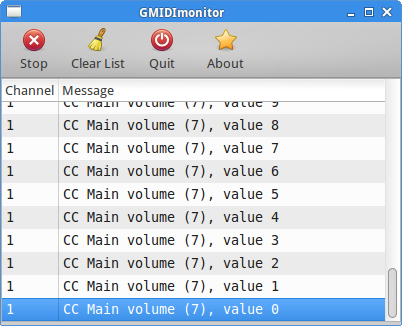 GMIDImonitor
Stop Clear List Quit About
Channel Message
1 CC Main volume (7), value 9
1 CC Main volume (7), value 8
1 CC Main volume (7), value 7
1 CC Main volume (7), value 6
1 CC Main volume (7), value 5
1 CC Main volume (7), value 4
1 CC Main volume (7), value 3
1 CC Main volume (7), value 2
1 CC Main volume (7), value 1
1 CC Main volume (7), value 0